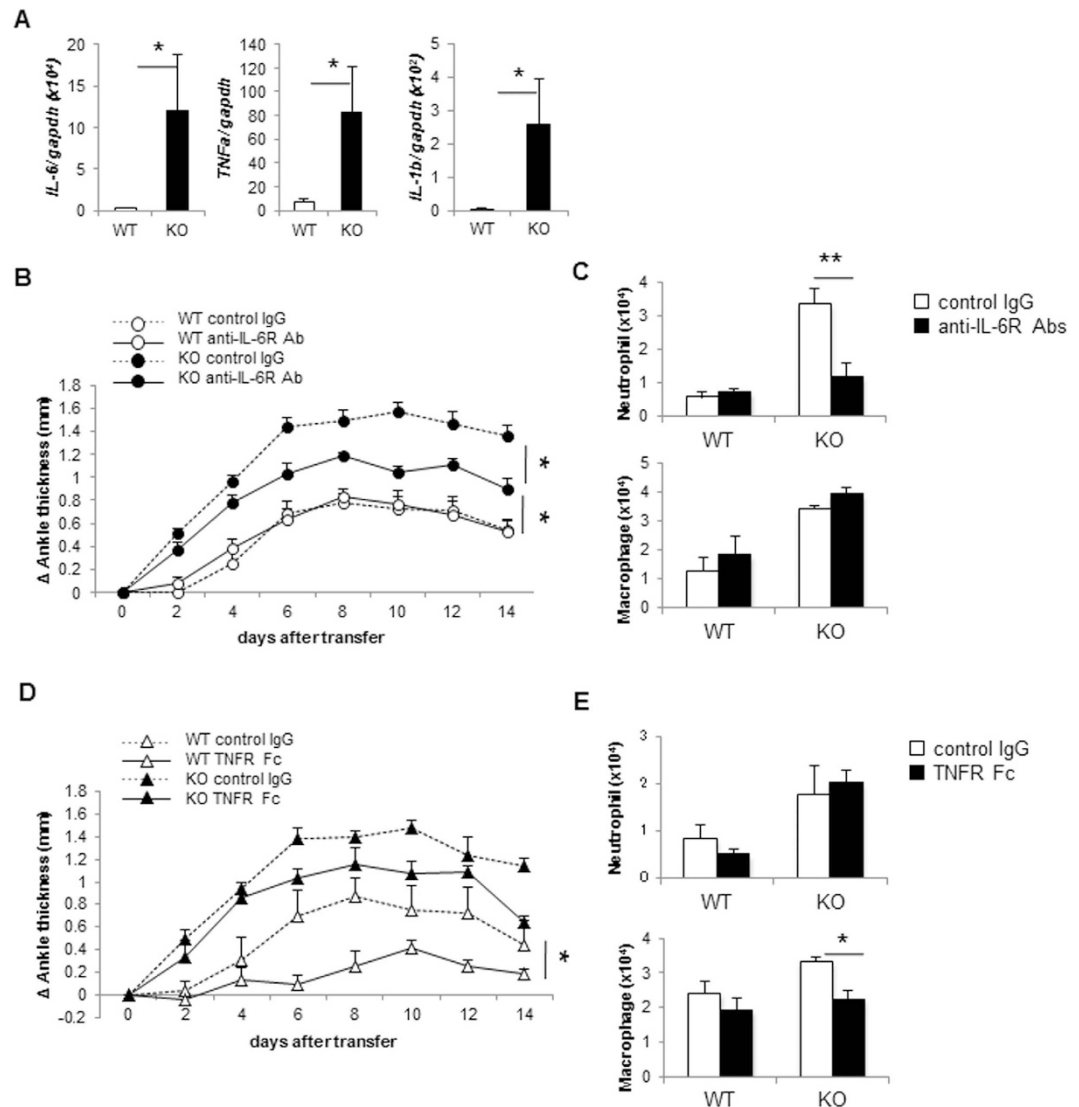 A
IL-6/gapdh (x10⁴)
20
15
10
5
0
*
WT
KO
TNFa/gapdh
140
120
100
80
60
40
20
0
*
WT
KO
IL-1b/gapdh (x10²)
5
4
3
2
1
0
*
WT
KO
B
WT control IgG
WT anti-IL-6R Ab
KO control IgG
KO anti-IL-6R Ab
Δ Ankle thickness (mm)
1.8
1.6
1.4
1.2
1
0.8
0.6
0.4
0.2
0
0
2
4
6
8
10
12
14
*
*
days after transfer
C
Neutrophil (x10⁴)
4
3
2
1
0
**
WT
KO
control IgG
anti-IL-6R Abs
Macrophage (x10⁴)
5
4
3
2
1
0
WT
KO
D
WT control IgG
WT TNFR Fc
KO control IgG
KO TNFR Fc
Δ Ankle thickness (mm)
1.8
1.6
1.4
1.2
1
0.8
0.6
0.4
0.2
0
-0.2
0
2
4
6
8
10
12
14
*
days after transfer
E
Neutrophil (x10⁴)
3
2
1
0
WT
KO
control IgG
TNFR Fc
Macrophage (x10⁴)
4
3
2
1
0
*
WT
KO